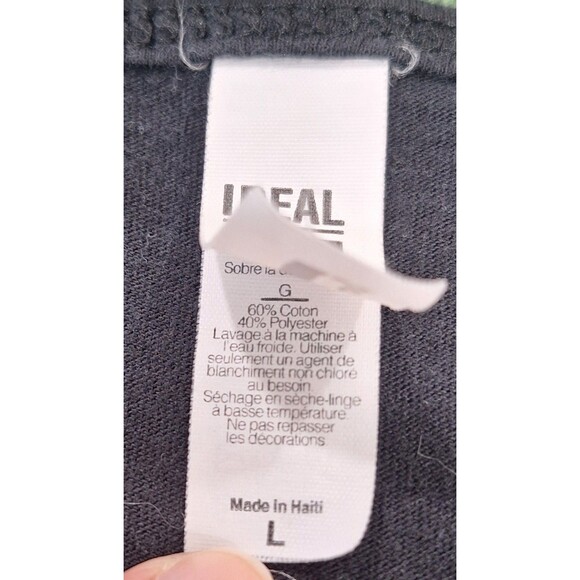 IDEAL
Sobre la
G
60% Coton
40% Polyester
Lavage à la machine à
l'eau froide. Utiliser
seulement un agent de
blanchiment non chloré
au besoin.
Séchage en sèche-linge
à basse température.
Ne pas repasser
les décorations
Made in Haiti
L